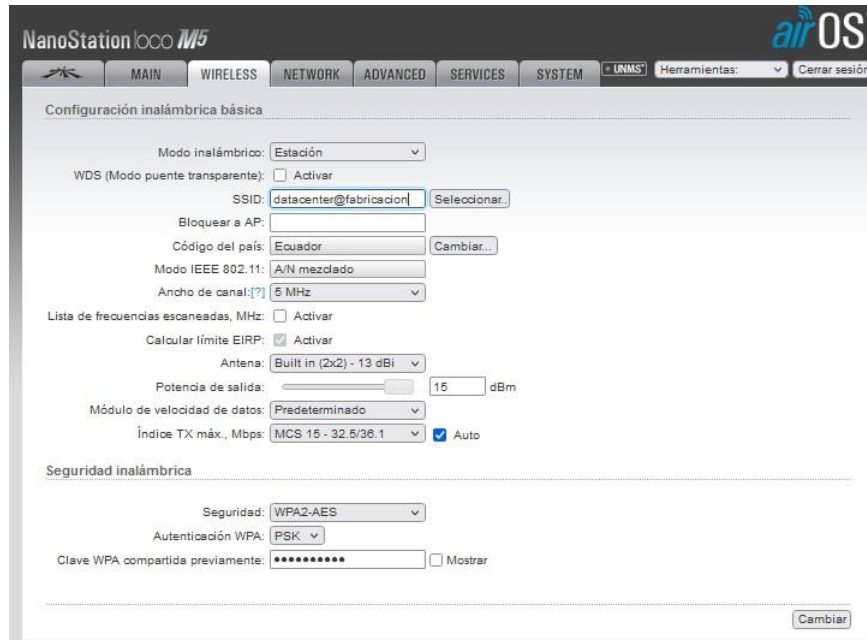 NanoStation loco M5
airOS
MAIN WIRELESS NETWORK ADVANCED SERVICES SYSTEM UNMS Herramientas: Cerrar sesión
Configuración inalámbrica básica
Modo inalámbrico: Estación
WDS (Modo puente transparente): Activar
SSID: datacenter@fabricacion Seleccionar..
Bloquear a AP:
Código del país: Ecuador Cambiar...
Modo IEEE 802.11: A/N mezclado
Ancho de canal:[?] 5 MHz
Lista de frecuencias escaneadas, MHz: Activar
Calcular límite EIRP: Activar
Antena: Built in (2x2) - 13 dBi
Potencia de salida: 15 dBm
Módulo de velocidad de datos: Predeterminado
Índice TX máx., Mbps: MCS 15 - 32.5/36.1 Auto
Seguridad inalámbrica
Seguridad: WPA2-AES
Autenticación WPA: PSK
Clave WPA compartida previamente: •••••••••• Mostrar
Cambiar